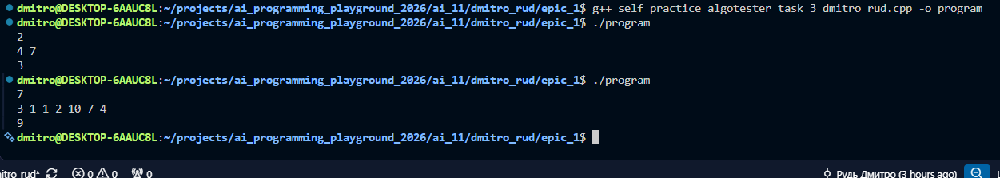 dmitro@DESKTOP-6AAUC8L:~/projects/ai_programming_playground_2026/ai_11/dmitro_rud/epic_1$ g++ self_practice_algotester_task_3_dmitro_rud.cpp -o program
dmitro@DESKTOP-6AAUC8L:~/projects/ai_programming_playground_2026/ai_11/dmitro_rud/epic_1$ ./program
2
4 7
3
dmitro@DESKTOP-6AAUC8L:~/projects/ai_programming_playground_2026/ai_11/dmitro_rud/epic_1$ ./program
7
3 1 1 2 10 7 4
9
dmitro@DESKTOP-6AAUC8L:~/projects/ai_programming_playground_2026/ai_11/dmitro_rud/epic_1$
itro_rud* 0 0 0 Рудь Дмитро (3 hours ago)